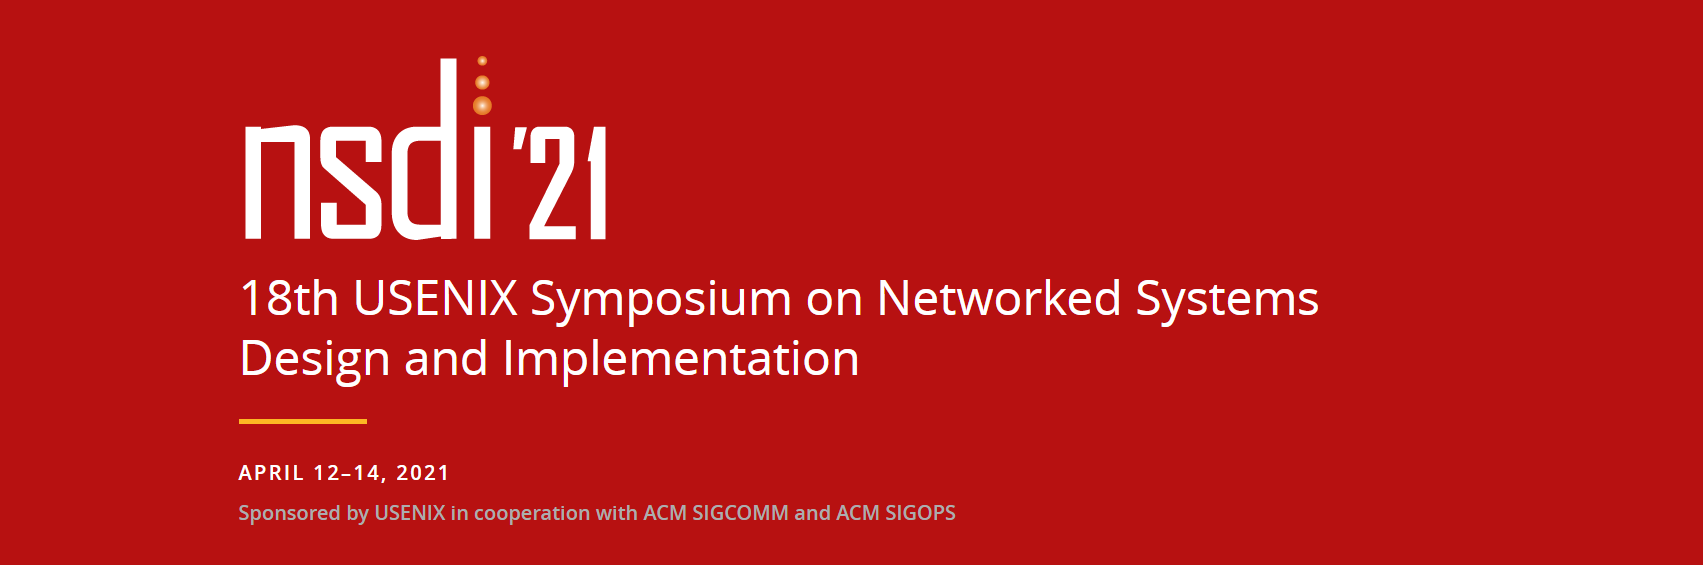 nsdi '21
18th USENIX Symposium on Networked Systems
Design and Implementation
APRIL 12–14, 2021
Sponsored by USENIX in cooperation with ACM SIGCOMM and ACM SIGOPS